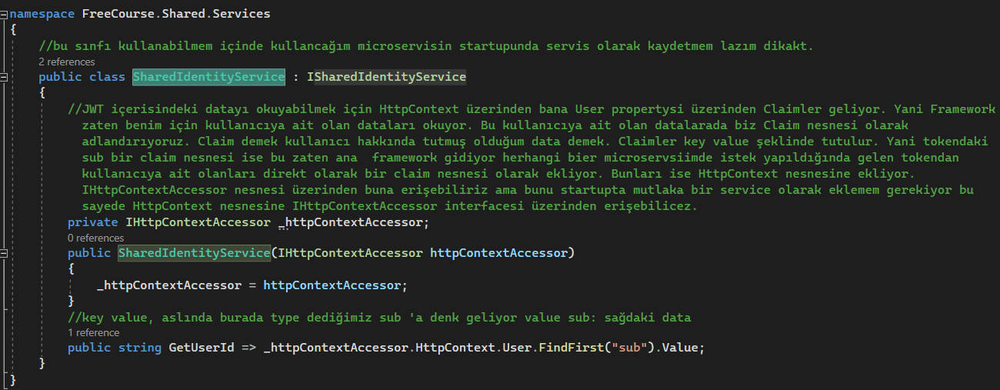 namespace FreeCourse.Shared.Services
{
//bu sınfı kullanabilmem içinde kullancağım microservisin startupunda servis olarak kaydetmem lazım dikakt.
2 references
public class SharedIdentityService : ISharedIdentityService
{
//JWT içerisindeki datayı okuyabilmek için HttpContext üzerinden bana User propertysi üzerinden Claimler geliyor. Yani Framework
zaten benim için kullanıcıya ait olan dataları okuyor. Bu kullanıcıya ait olan datalarada biz Claim nesnesi olarak
adlandırıyoruz. Claim demek kullanıcı hakkında tutmuş olduğum data demek. Claimler key value şeklinde tutulur. Yani tokendaki
sub bir claim nesnesi ise bu zaten ana  framework gidiyor herhangi bier microservsiimde istek yapıldığında gelen tokendan
kullanıcıya ait olanları direkt olarak bir claim nesnesi olarak ekliyor. Bunları ise HttpContext nesnesine ekliyor.
IHttpContextAccessor nesnesi üzerinden buna erişebiliriz ama bunu startupta mutlaka bir service olarak eklemem gerekiyor bu
sayede HttpContext nesnesine IHttpContextAccessor interfacesi üzerinden erişebilicez.
private IHttpContextAccessor _httpContextAccessor;
0 references
public SharedIdentityService(IHttpContextAccessor httpContextAccessor)
{
_httpContextAccessor = httpContextAccessor;
}
//key value, aslında burada type dediğimiz sub 'a denk geliyor value sub: sağdaki data
1 reference
public string GetUserId => _httpContextAccessor.HttpContext.User.FindFirst("sub").Value;
}
}